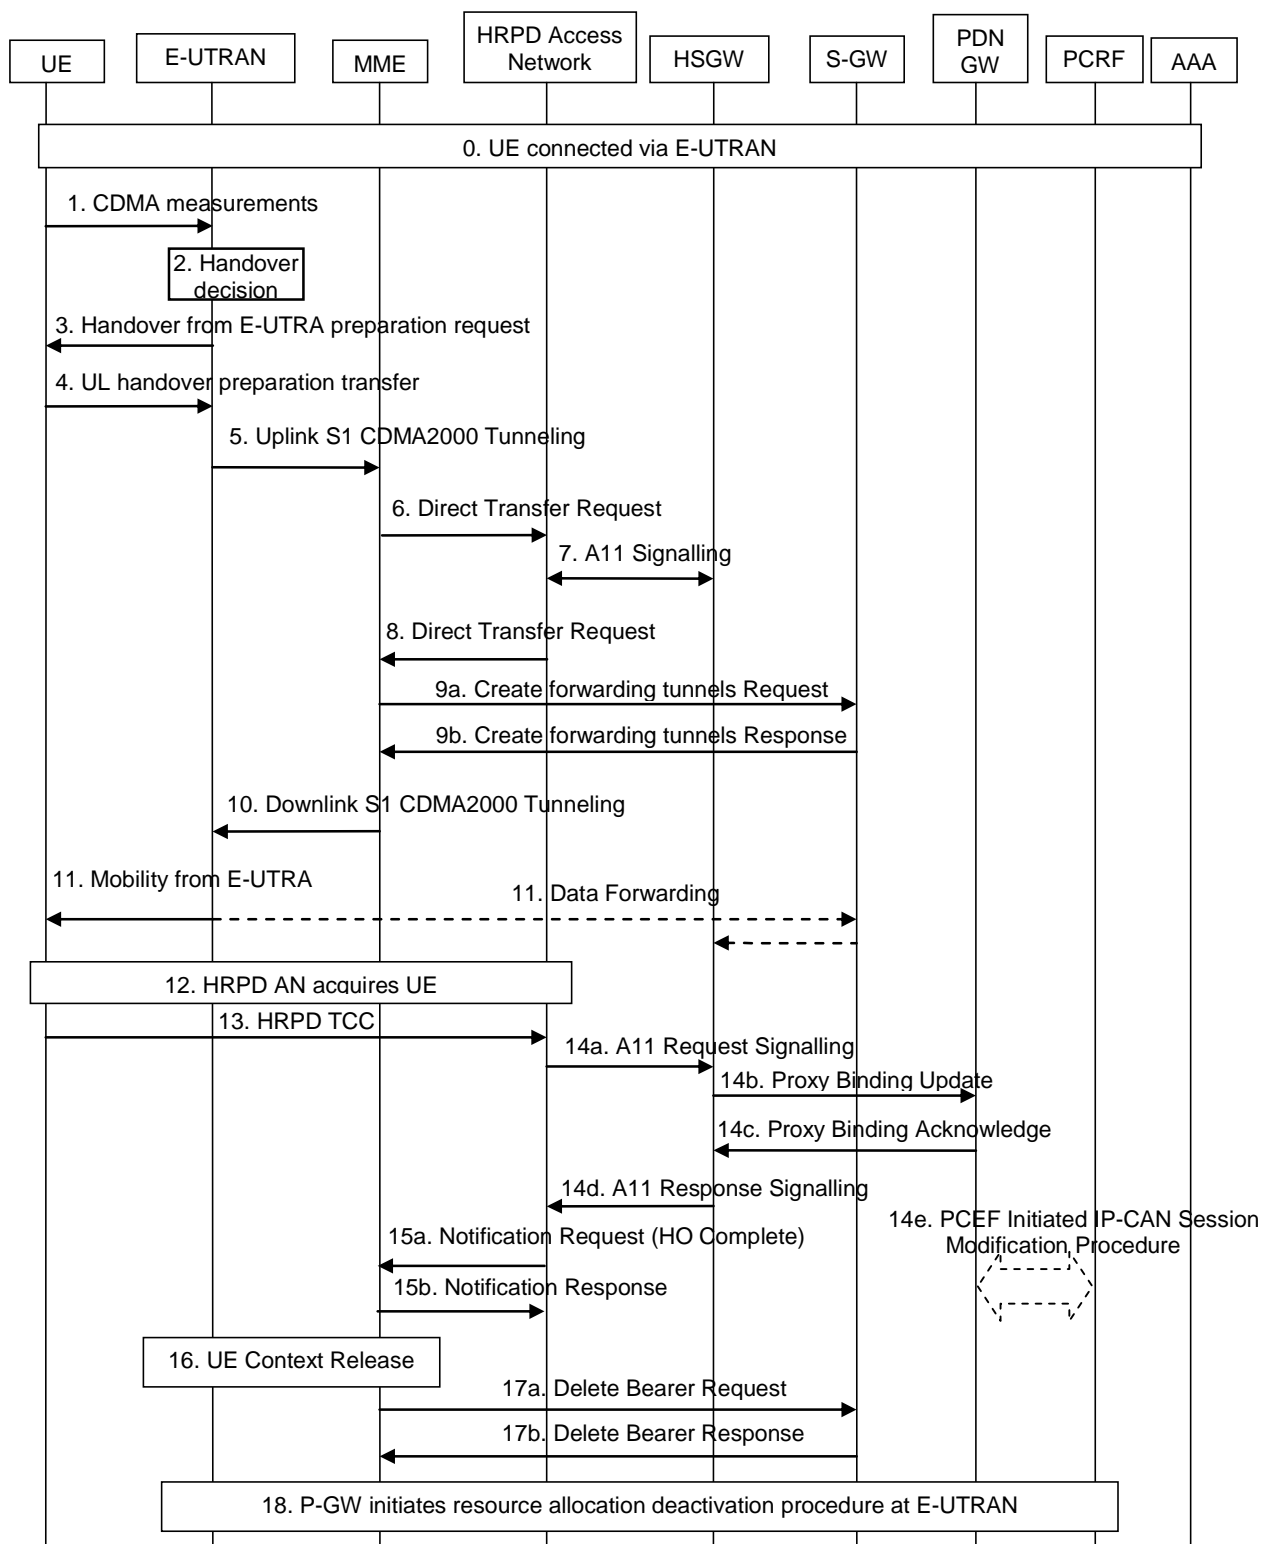 UE
E-UTRAN
MME
HRPD Access
Network
HSGW
S-GW
PDN
GW
PCRF
AAA
0. UE connected via E-UTRAN
1. CDMA measurements
2. Handover
decision
3. Handover from E-UTRA preparation request
4. UL handover preparation transfer
5. Uplink S1 CDMA2000 Tunneling
6. Direct Transfer Request
7. A11 Signalling
8. Direct Transfer Request
9a. Create forwarding tunnels Request
9b. Create forwarding tunnels Response
10. Downlink S1 CDMA2000 Tunneling
11. Mobility from E-UTRA
11. Data Forwarding
12. HRPD AN acquires UE
13. HRPD TCC
14a. A11 Request Signalling
14b. Proxy Binding Update
14c. Proxy Binding Acknowledge
14d. A11 Response Signalling
14e. PCEF Initiated IP-CAN Session
Modification Procedure
15a. Notification Request (HO Complete)
15b. Notification Response
16. UE Context Release
17a. Delete Bearer Request
17b. Delete Bearer Response
18. P-GW initiates resource allocation deactivation procedure at E-UTRAN